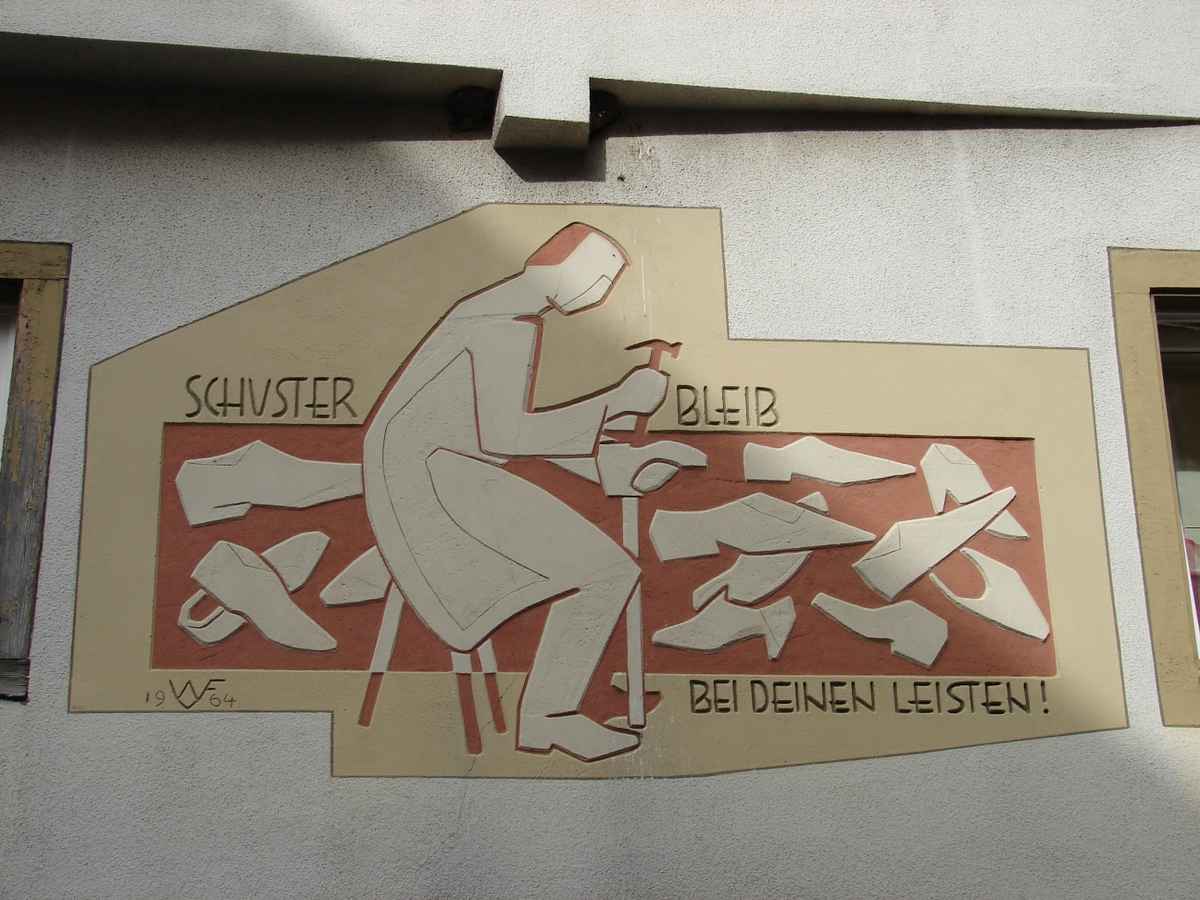 SCHUSTER BLEIB
BEI DEINEN LEISTEN!
19 WF 64